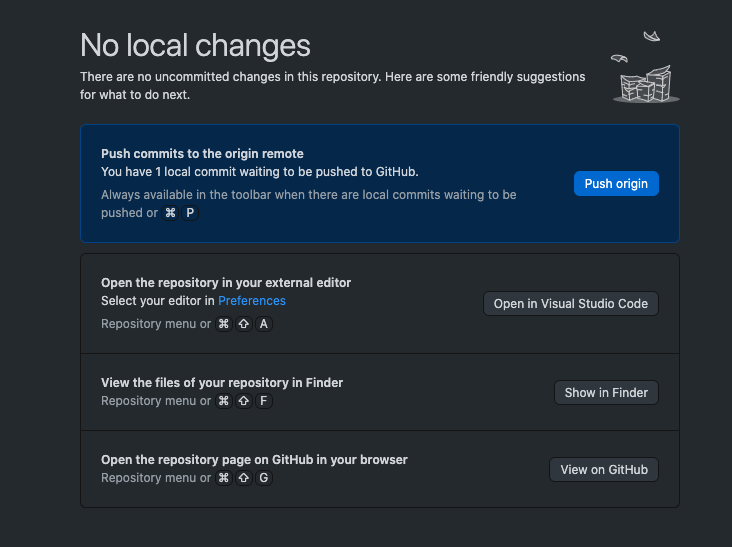 No local changes
There are no uncommitted changes in this repository. Here are some friendly suggestions
for what to do next.
Push commits to the origin remote
You have 1 local commit waiting to be pushed to GitHub.
Always available in the toolbar when there are local commits waiting to be
pushed or ⌘ P
Push origin
Open the repository in your external editor
Select your editor in Preferences
Repository menu or ⌘ ⇧ A
Open in Visual Studio Code
View the files of your repository in Finder
Repository menu or ⌘ ⇧ F
Show in Finder
Open the repository page on GitHub in your browser
Repository menu or ⌘ ⇧ G
View on GitHub